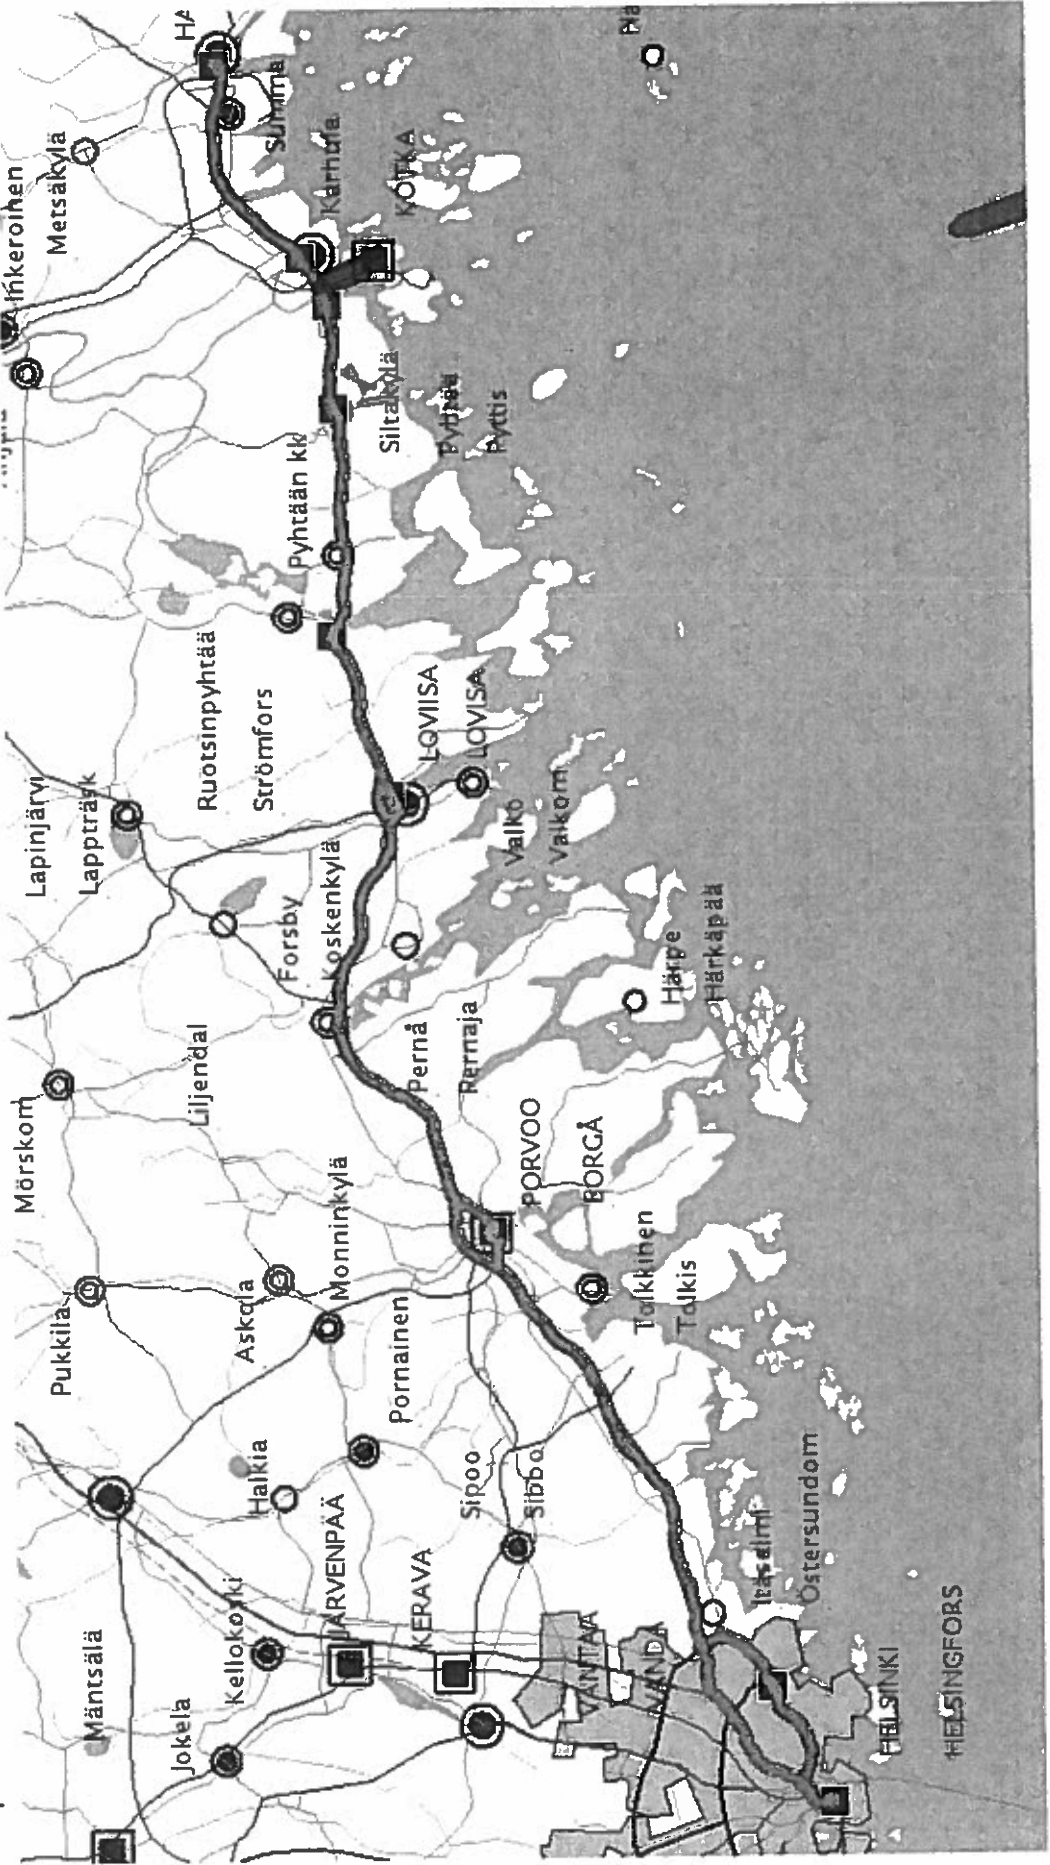 HA
Summa
Metsäkylä
Inkeroinen
Karhula
KOTKA
Siltakylä
Pyhtää
Pyttis
Pyhtään kk
Ruotsinpyhtää
Strömfors
LOVIISA
LOVISA
Lapinjärvi
Lappträsk
Valko
Valkom
Forsby
Koskenkylä
Härpe
Härkäpää
Liljendal
Pernå
Pernaja
Mörskom
PORVOO
BORGÅ
Monninkylä
Askola
Pukkila
Tolkkinen
Tolkis
Pornainen
Halkia
Sipoo
Sibbo
JÄRVENPÄÄ
KERAVA
Itäsalmi
Östersundom
Kellokoski
Mäntsälä
Jokela
VANTAA
VANDA
HELSINKI
HELSINGFORS